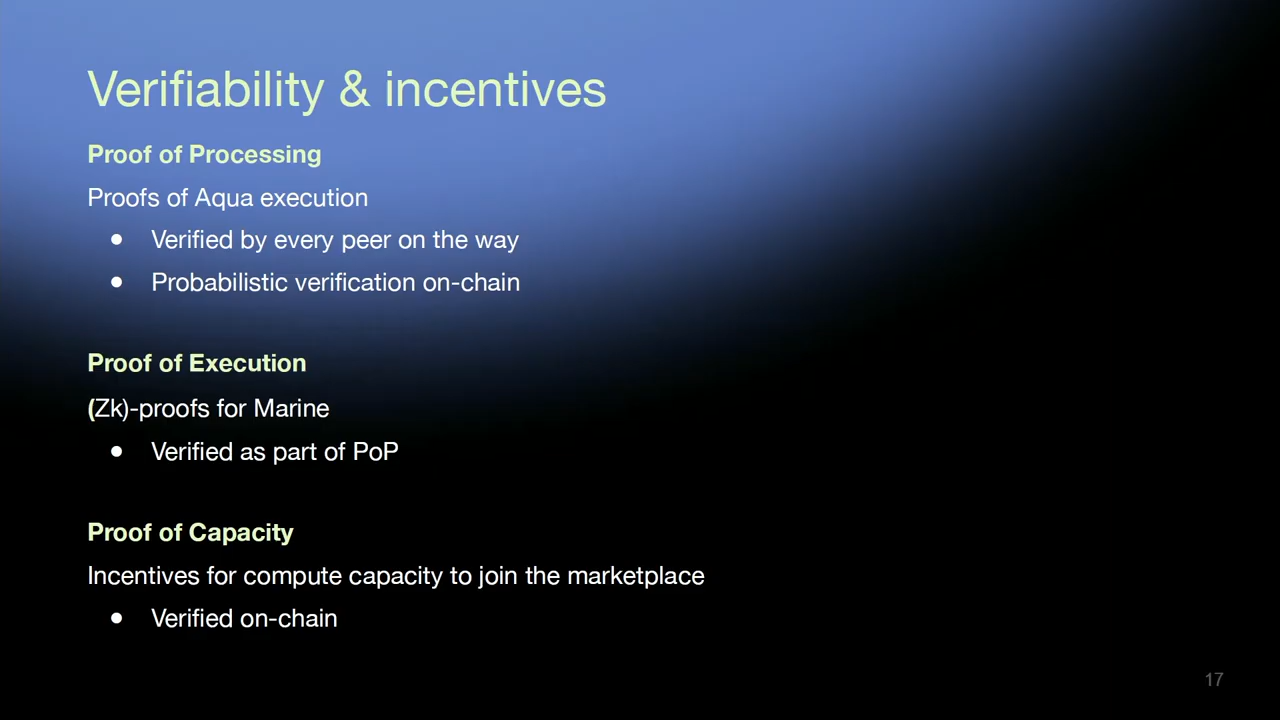 Verifiability & incentives
Proof of Processing
Proofs of Aqua execution
● Verified by every peer on the way
● Probabilistic verification on-chain
Proof of Execution
(Zk)-proofs for Marine
● Verified as part of PoP
Proof of Capacity
Incentives for compute capacity to join the marketplace
● Verified on-chain
17